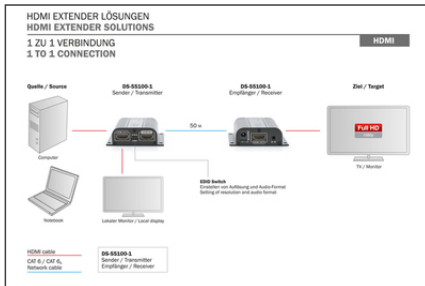 HDMI EXTENDER LÖSUNGEN
HDMI EXTENDER SOLUTIONS
1 ZU 1 VERBINDUNG
1 TO 1 CONNECTION
HDMI
Quelle / Source
DS-55100-1
Sender / Transmitter
DS-55100-1
Empfänger / Receiver
Ziel / Target
50 m
Full HD
Computer
TV / Monitor
EDID Switch
Einstellen von Auflösung und Audio-Format
Setting of resolution and audio format
Notebook
Lokaler Monitor / Local display
HDMI cable
CAT 6 / CAT 6A
Network cable
DS-55100-1
Sender / Transmitter
Empfänger / Receiver